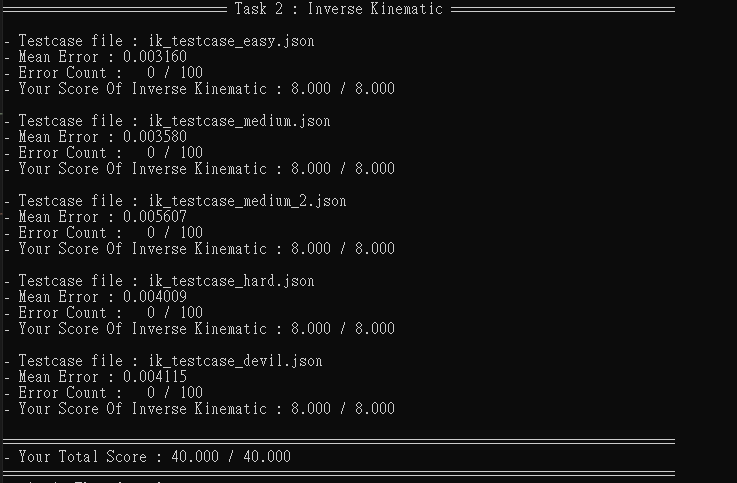 Task 2 : Inverse Kinematic
- Testcase file : ik_testcase_easy.json
- Mean Error : 0.003160
- Error Count :   0 / 100
- Your Score Of Inverse Kinematic : 8.000 / 8.000
- Testcase file : ik_testcase_medium.json
- Mean Error : 0.003580
- Error Count :   0 / 100
- Your Score Of Inverse Kinematic : 8.000 / 8.000
- Testcase file : ik_testcase_medium_2.json
- Mean Error : 0.005607
- Error Count :   0 / 100
- Your Score Of Inverse Kinematic : 8.000 / 8.000
- Testcase file : ik_testcase_hard.json
- Mean Error : 0.004009
- Error Count :   0 / 100
- Your Score Of Inverse Kinematic : 8.000 / 8.000
- Testcase file : ik_testcase_devil.json
- Mean Error : 0.004115
- Error Count :   0 / 100
- Your Score Of Inverse Kinematic : 8.000 / 8.000
- Your Total Score : 40.000 / 40.000